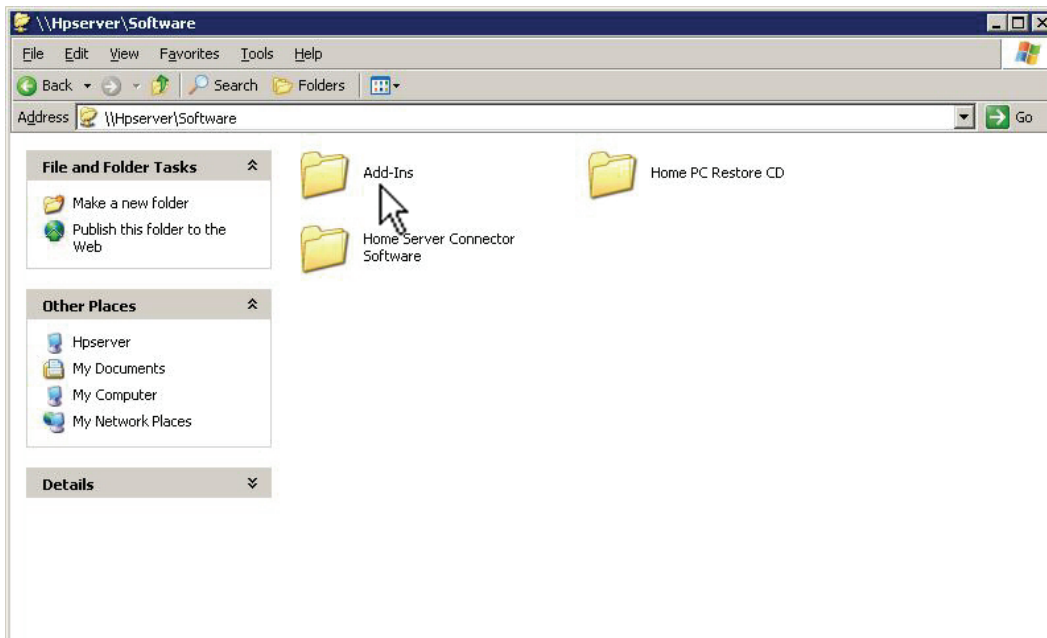 \\Hpserver\Software
File Edit View Favorites Tools Help
Back Search Folders
Address \\Hpserver\Software Go
File and Folder Tasks
Make a new folder
Publish this folder to the
Web
Other Places
Hpserver
My Documents
My Computer
My Network Places
Details
Add-Ins
Home PC Restore CD
Home Server Connector
Software